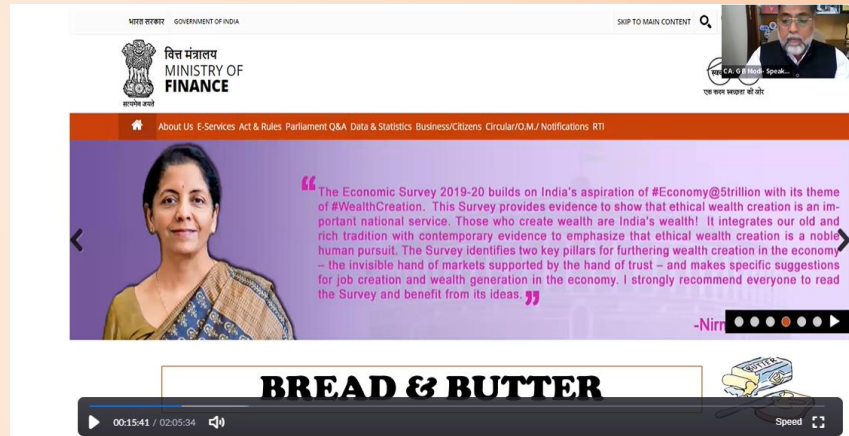 भारत सरकार GOVERNMENT OF INDIA SKIP TO MAIN CONTENT
वित्त मंत्रालय
MINISTRY OF
FINANCE
सत्यमेव जयते
CA. G B Modi- Speak...
एक कदम स्वच्छता की ओर
About Us E-Services Act & Rules Parliament Q&A Data & Statistics Business/Citizens Circular/O.M./ Notifications RTI
“The Economic Survey 2019-20 builds on India's aspiration of #Economy@5trillion with its theme
of #WealthCreation. This Survey provides evidence to show that ethical wealth creation is an im-
portant national service. Those who create wealth are India's wealth! It integrates our old and
rich tradition with contemporary evidence to emphasize that ethical wealth creation is a noble
human pursuit. The Survey identifies two key pillars for furthering wealth creation in the economy
– the invisible hand of markets supported by the hand of trust – and makes specific suggestions
for job creation and wealth generation in the economy. I strongly recommend everyone to read
the Survey and benefit from its ideas.”
-Nirm
BREAD & BUTTER
BUTTER
00:15:41 / 02:05:34 Speed